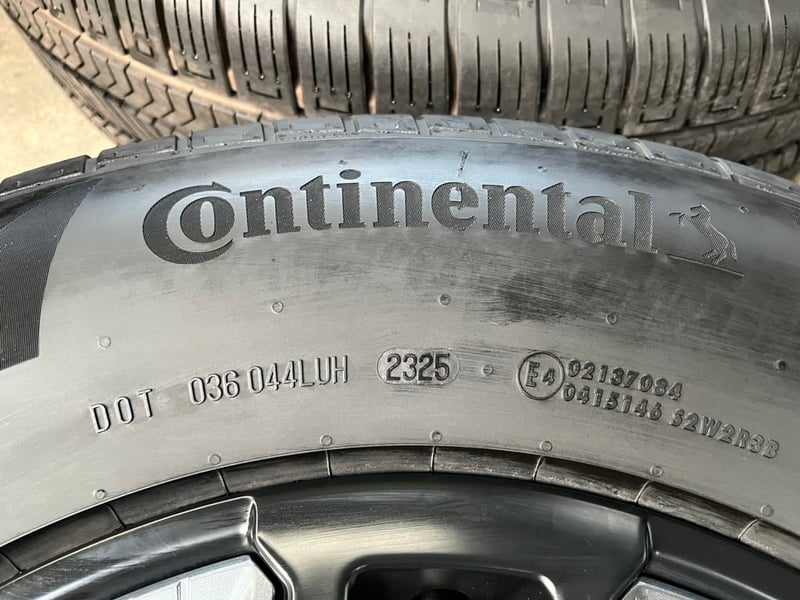 Continental
DOT 036 044LUH 2325 E4 02137084
0415146 S2W2R3B